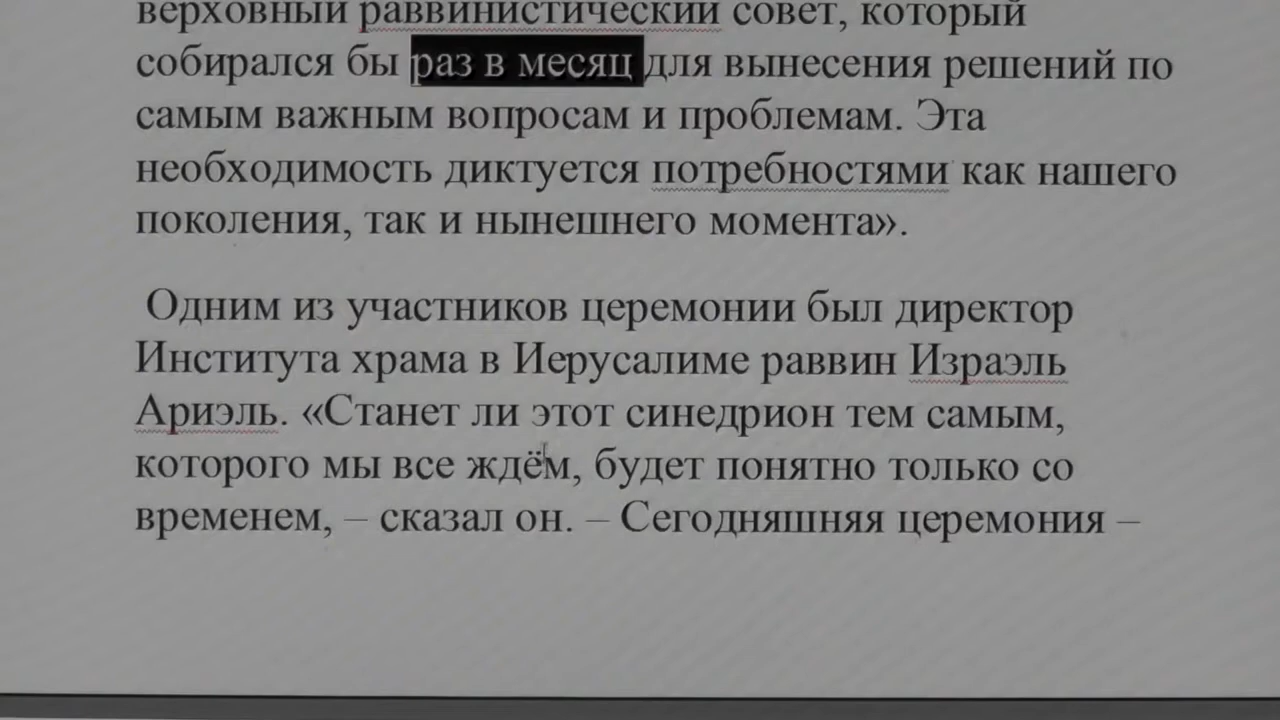 верховный раввинистический совет, который
собирался бы раз в месяц для вынесения решений по
самым важным вопросам и проблемам. Эта
необходимость диктуется потребностями как нашего
поколения, так и нынешнего момента».
Одним из участников церемонии был директор
Института храма в Иерусалиме раввин Израэль
Ариэль. «Станет ли этот синедрион тем самым,
которого мы все ждём, будет понятно только со
временем, – сказал он. – Сегодняшняя церемония –